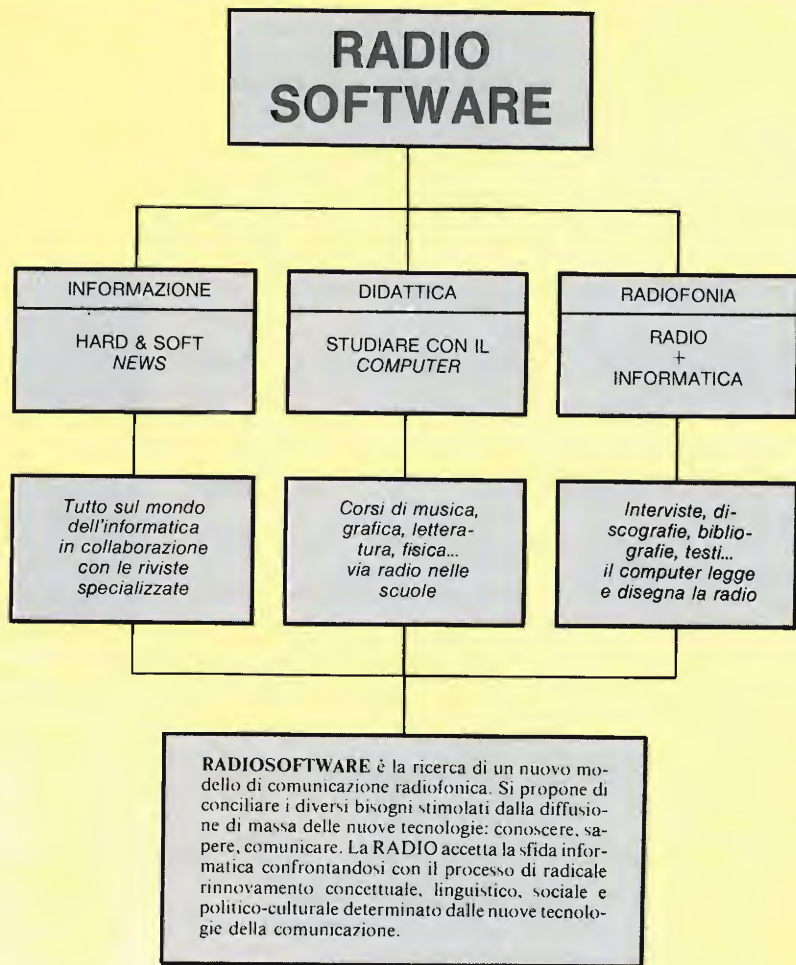 RADIO
SOFTWARE
INFORMAZIONE
HARD & SOFT
NEWS
DIDATTICA
STUDIARE CON IL
COMPUTER
RADIOFONIA
RADIO
+
INFORMATICA
Tutto sul mondo
dell'informatica
in collaborazione
con le riviste
specializzate
Corsi di musica,
grafica, lettera-
tura, fisica...
via radio nelle
scuole
Interviste, di-
scografie, biblio-
grafie, testi...
il computer legge
e disegna la radio
RADIOSOFTWARE è la ricerca di un nuovo mo-
dello di comunicazione radiofonica. Si propone di
conciliare i diversi bisogni stimolati dalla diffusio-
ne di massa delle nuove tecnologie: conoscere, sa-
pere, comunicare. La RADIO accetta la sfida infor-
matica confrontandosi con il processo di radicale
rinnovamento concettuale, linguistico, sociale e
politico-culturale determinato dalle nuove tecnolo-
gie della comunicazione.